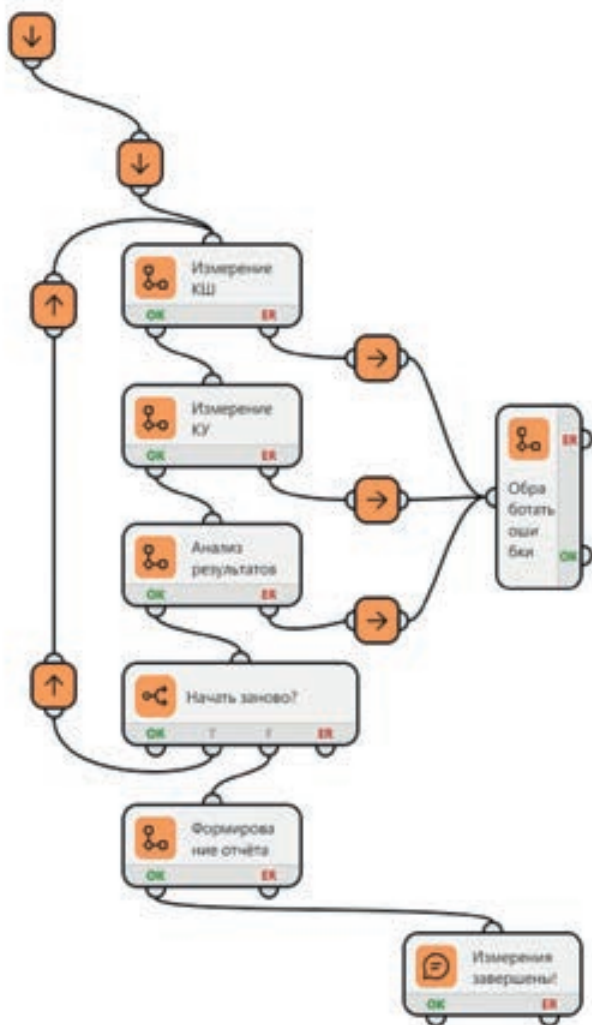 Измерение
КШ
OK ER
Измерение
КУ
OK ER
Обра
ботать
оши
бки
ER
OK
Анализ
результатов
OK ER
Начать заново?
OK T F ER
Формирова
ние отчёта
OK ER
Измерения
завершены!
OK ER